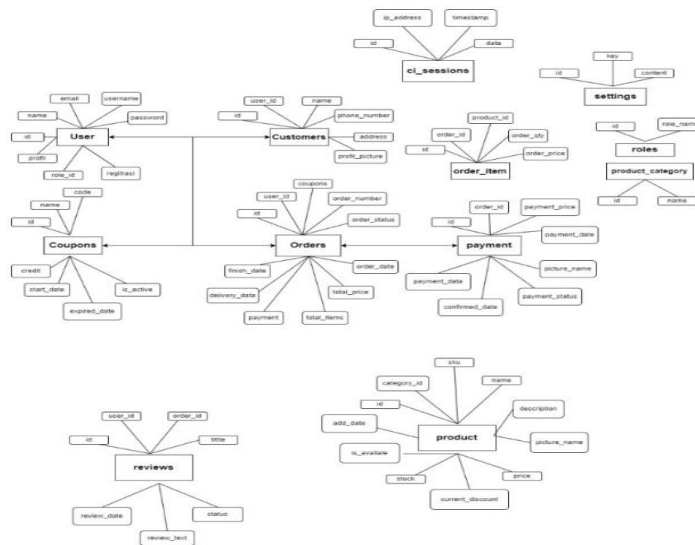 ip_address
timestamp
id
data
ci_sessions
key
id
content
settings
email
username
name
password
id
User
profil
role_id
regitrasi
user_id
name
id
phone_number
Customers
address
profil_picture
product_id
order_id
order_qty
id
order_price
order_item
role_name
id
roles
product_category
id
name
code
name
id
Coupons
credit
start_date
is_active
expired_date
coupons
user_id
order_number
id
order_status
Orders
finish_date
order_date
delivery_data
total_price
payment
total_items
order_id
payment_price
id
payment_date
payment
picture_name
payment_date
payment_status
confirmed_date
user_id
order_id
id
tittle
reviews
review_date
status
review_text
sku
category_id
name
id
description
add_date
product
picture_name
is_availale
stock
price
current_discount